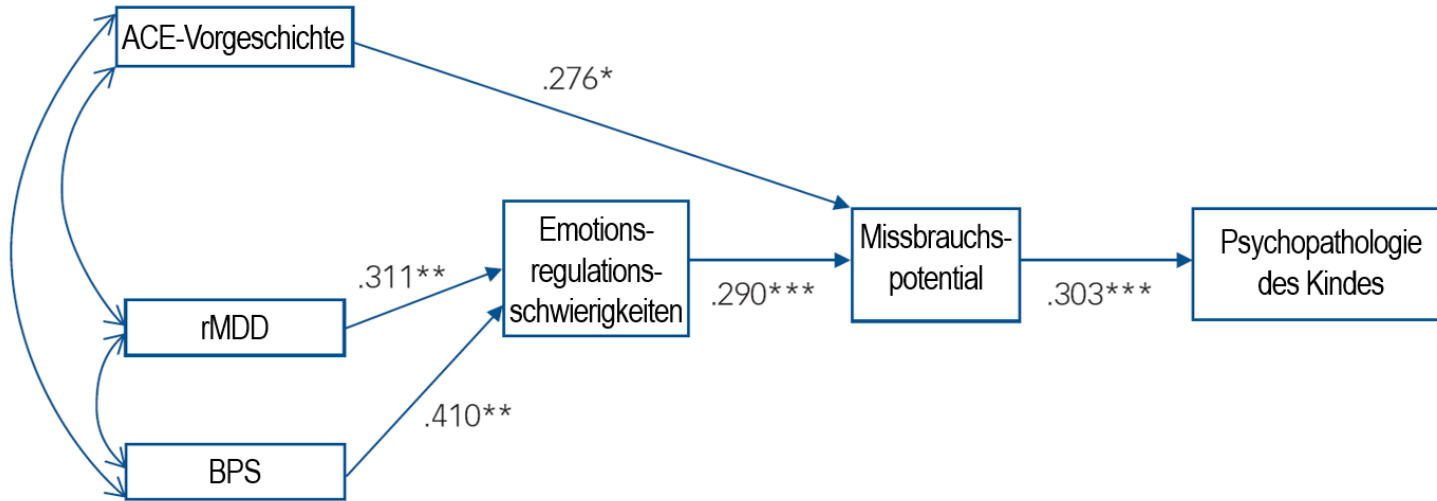 ACE-Vorgeschichte
.276*
Emotions-
regulations-
schwierigkeiten
Missbrauchs-
potential
Psychopathologie
des Kindes
.311**
.290***
.303***
rMDD
.410**
BPS